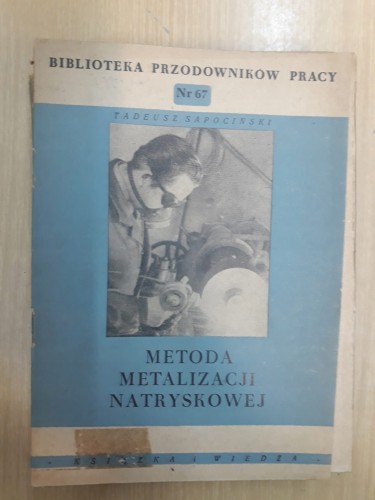 BIBLIOTEKA PRZODOWNIKÓW PRACY
Nr 67
TADEUSZ SAPOCIŃSKI
METODA
METALIZACJI
NATRYSKOWEJ
KSIĄŻKA i WIEDZA